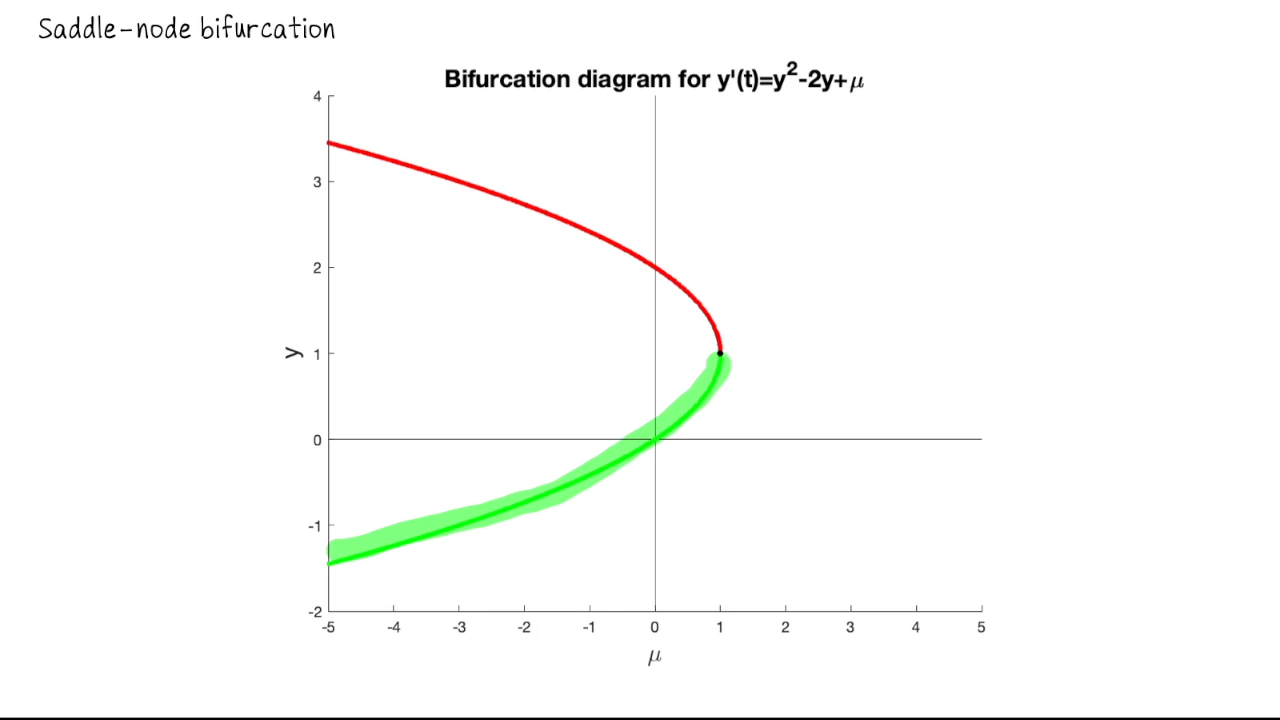 Saddle-node bifurcation
Bifurcation diagram for y'(t)=y²-2y+μ
4
3
2
1
0
-1
-2
y
-5 -4 -3 -2 -1 0 1 2 3 4 5
μ